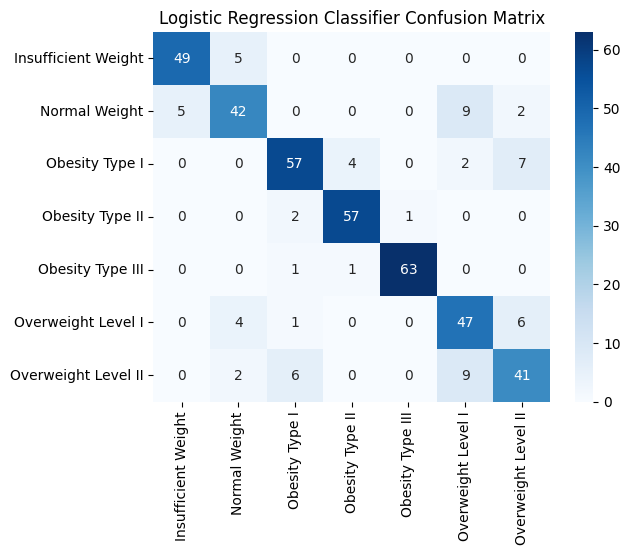 Logistic Regression Classifier Confusion Matrix
Insufficient Weight 49 5 0 0 0 0 0
Normal Weight 5 42 0 0 0 9 2
Obesity Type I 0 0 57 4 0 2 7
Obesity Type II 0 0 2 57 1 0 0
Obesity Type III 0 0 1 1 63 0 0
Overweight Level I 0 4 1 0 0 47 6
Overweight Level II 0 2 6 0 0 9 41
Insufficient Weight
Normal Weight
Obesity Type I
Obesity Type II
Obesity Type III
Overweight Level I
Overweight Level II
60
50
40
30
20
10
0